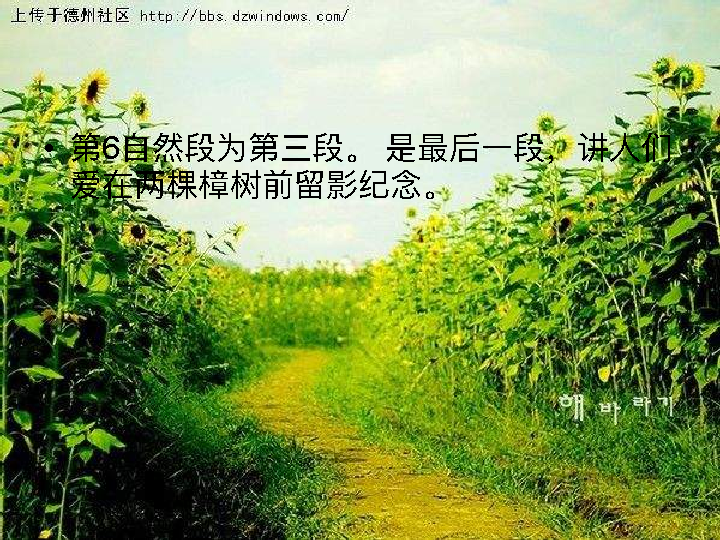 上传于德州社区 http://bbs.dzwindows.com/
• 第6自然段为第三段。 是最后一段，讲人们
爱在两棵樟树前留影纪念。
해바라기